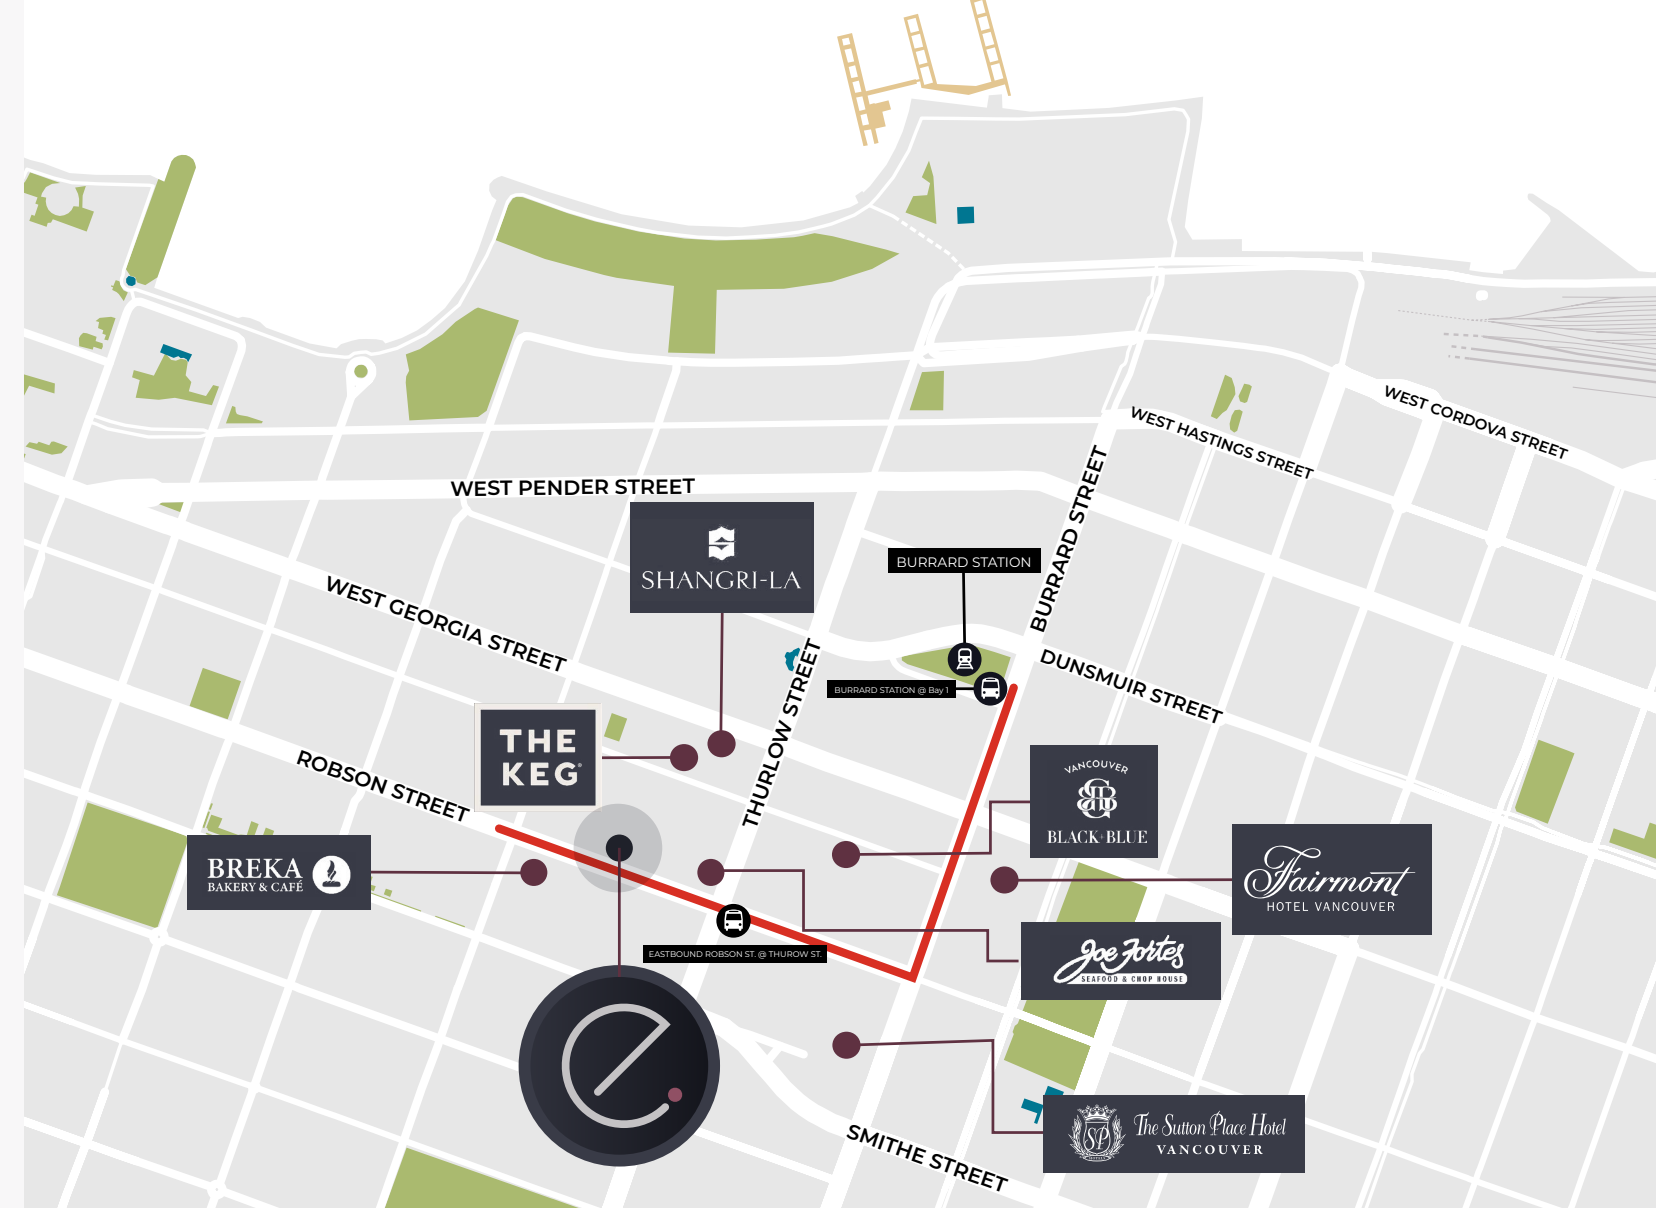 WEST CORDOVA STREET
WEST HASTINGS STREET
WEST PENDER STREET
BURRARD STREET
SHANGRI-LA
BURRARD STATION
WEST GEORGIA STREET
THURLOW STREET
DUNSMUIR STREET
BURRARD STATION @ Bay 1
THE
KEG
ROBSON STREET
VANCOUVER
BLACK+BLUE
BREKA
BAKERY & CAFÉ
Fairmont
HOTEL VANCOUVER
EASTBOUND ROBSON ST. @ THUROW ST.
Joe Fortes
SEAFOOD & CHOP HOUSE
e
SMITHE STREET
SP
The Sutton Place Hotel
VANCOUVER